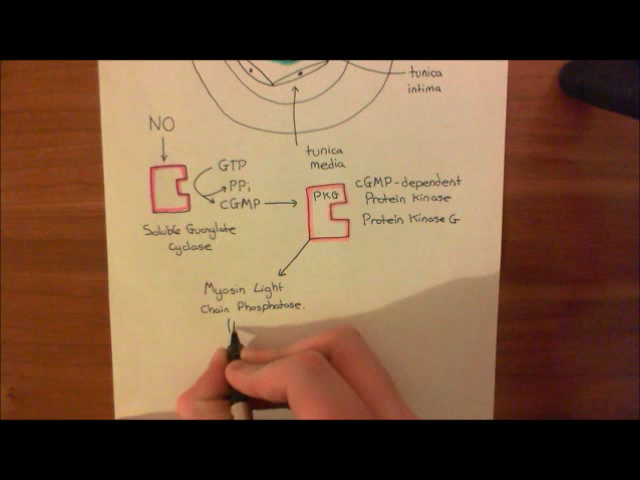 tunica
intima
NO
tunica
media
GTP
PPi
cGMP
PKG
cGMP-dependent
Protein Kinase
Protein Kinase G
Soluble Guanylate
Cyclase
Myosin Light
Chain Phosphatase.